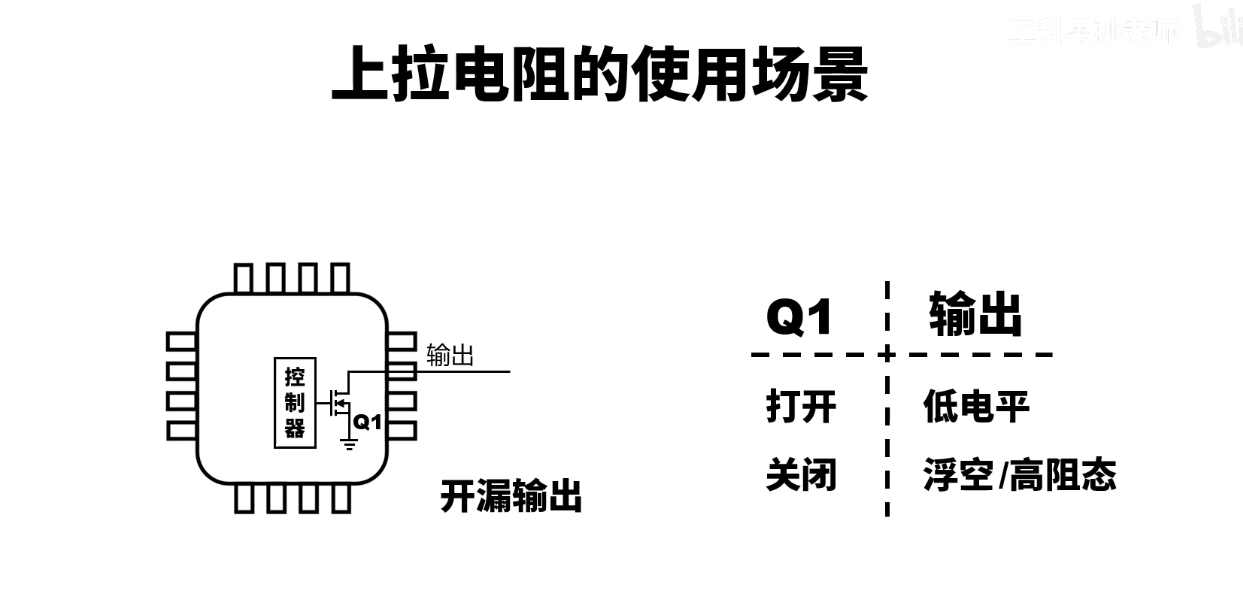 工科男孙老师
上拉电阻的使用场景
输出
控
制
器
Q1
开漏输出
Q1 输出
打开 低电平
关闭 浮空/高阻态